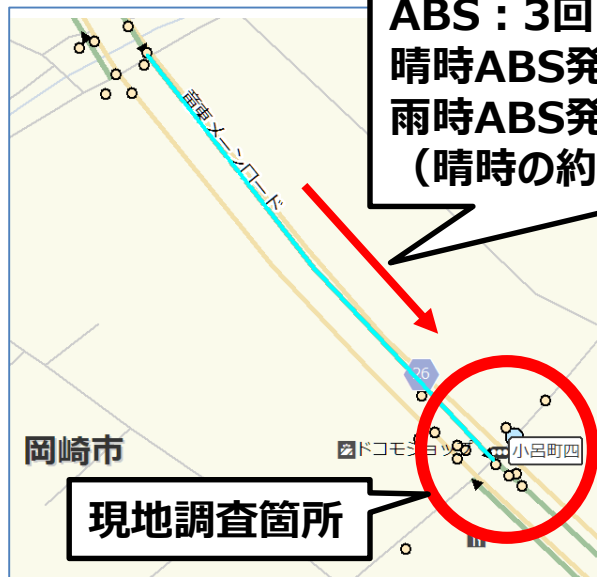 ABS：3回
晴時ABS発
雨時ABS発
（晴時の約
竜東メーンロード
26
岡崎市
ドコモショップ
小呂町四
現地調査箇所